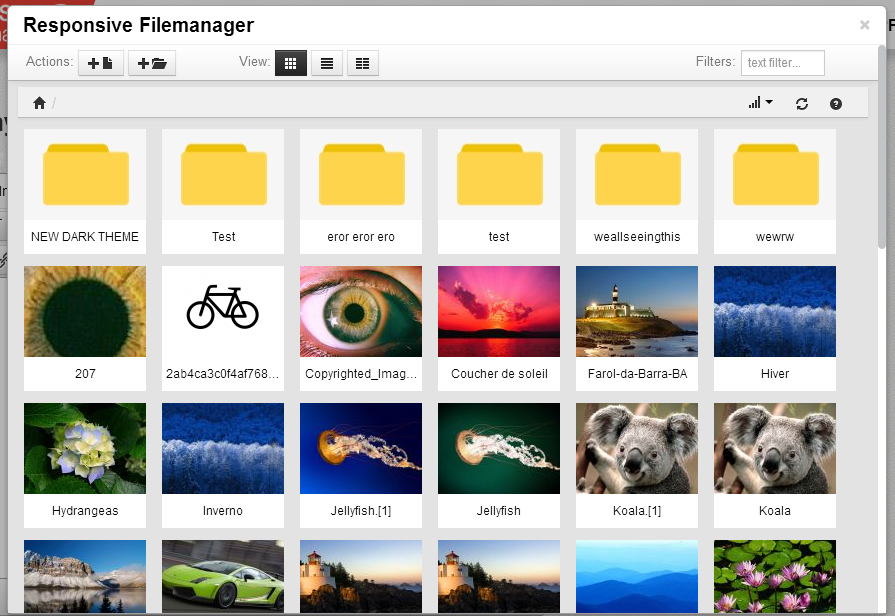 Responsive Filemanager
×
Actions:
View:
Filters:
text filter...
/
NEW DARK THEME
Test
eror eror ero
test
weallseeingthis
wewrw
207
2ab4ca3c0f4af768...
Copyrighted_Imag...
Coucher de soleil
Farol-da-Barra-BA
Hiver
Hydrangeas
Inverno
Jellyfish.[1]
Jellyfish
Koala.[1]
Koala